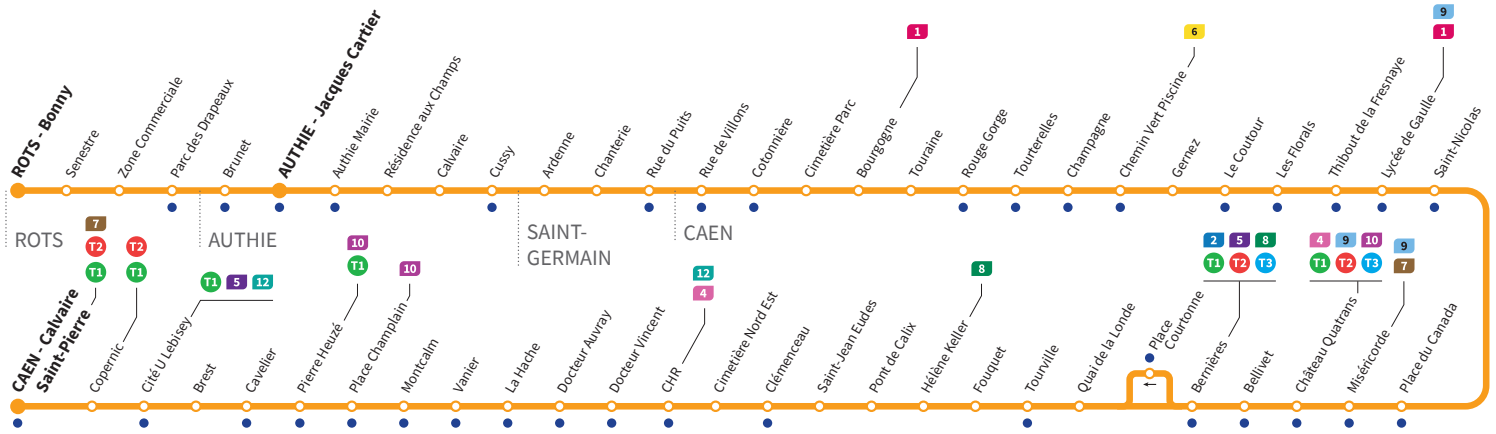 9
1
1
6
ROTS - Bonny
Senestre
Zone Commerciale
Parc des Drapeaux
Brunet
AUTHIE - Jacques Cartier
Authie Mairie
Résidence aux Champs
Calvaire
Cussy
Ardenne
Chanterie
Rue du Puits
Rue de Villons
Cotonnière
Cimetière Parc
Bourgogne
Touraine
Rouge Gorge
Tourterelles
Champagne
Chemin Vert Piscine
Gernez
Le Coutour
Les Florals
Thibout de la Fresnaye
Lycée de Gaulle
Saint-Nicolas
ROTS
AUTHIE
SAINT-
GERMAIN
CAEN
7
T2
T1
T2
T1
T1 5 12
10
T1
10
12
4
8
2 5 8
T1 T2 T3
4 9 10
T1 T2 T3
9
7
CAEN - Calvaire
Saint-Pierre
Copernic
Cité U Lebisey
Brest
Cavelier
Pierre Heuzé
Place Champlain
Montcalm
Vanier
La Hache
Docteur Auvray
Docteur Vincent
CHR
Cimetière Nord Est
Clémenceau
Saint-Jean Eudes
Pont de Calix
Hélène Keller
Fouquet
Tourville
Quai de la Londe
Place
Courtonne
Bernières
Bellivet
Château Quatrans
Miséricorde
Place du Canada